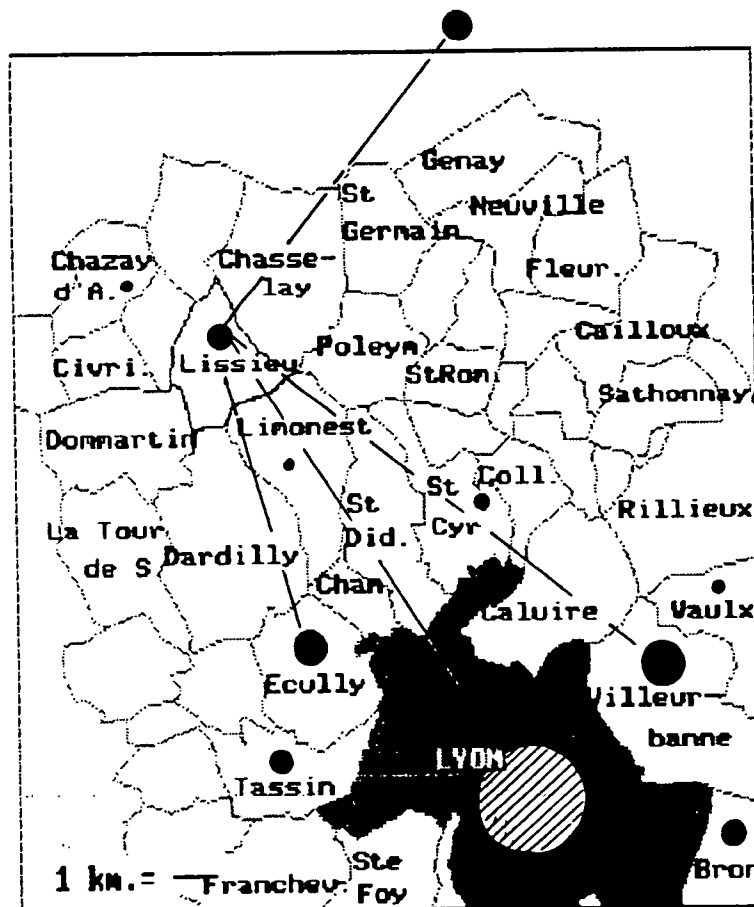 Genay
St
Neuville
Germain
Chazay
Chasse-
Fleur.
d'A.
lay
Cailloux
Poleym
Civri.
Lissieu
StRom.
Sathonnay
Limonest
Dommartin
St
Coll.
St
Rillieux
La Tour
Cyr
Did.
Dardilly
de S
Cham
Caluire
Vaulx
Ecully
Villeur-
banne
LYON
Tassin
Ste
Bron
1 km.=
Franchev.
Foy